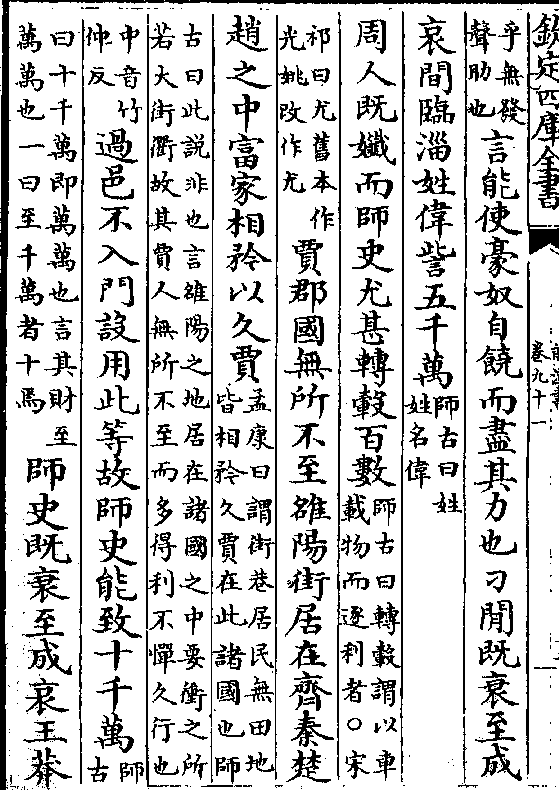 欽定四庫全書
前漢書
卷九十一
乎無發
聲助也
言能使豪奴自饒而盡其力也刁閒既衰至成
哀間臨淄姓偉訾五千萬
師古曰姓
姓名偉
周人既孅而師史尤甚轉轂百數
師古曰轉轂謂以車
載物而逐利者○宋
祁曰尤舊本作
光姚改作尤
賈郡國無所不至雒陽街居在齊秦楚
趙之中富家相矜以久賈
孟康曰謂街巷居民無田地
皆相矜久賈在此諸國也師
古曰此説非也言雒陽之地居在諸國之中要衝之所
若大街衢故其賈人無所不至而多得利不憚久行也
中音竹
仲反
過邑不入門設用此等故師史能致十千萬
師
古
曰十千萬即萬萬也言其財至
萬萬也一曰至千萬者十焉
師史既衰至成哀王莽